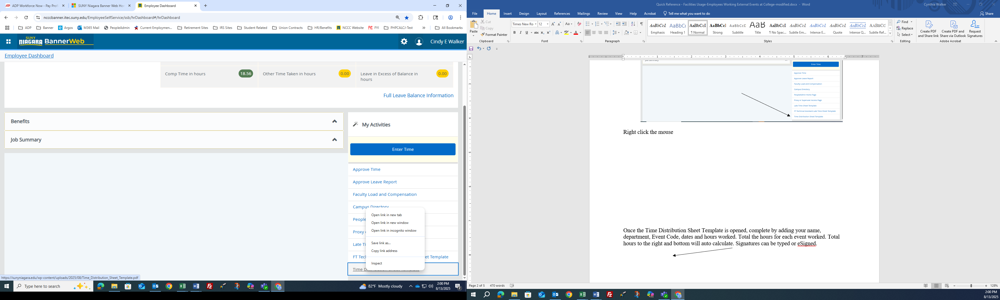 ADP Workforce Now - Pay Profi
SUNY Niagara Banner Web Hor
Employee Dashboard
ncccbanner.itec.suny.edu/EmployeeSelfService/ssb/hrDashboard#/hrDashboard
ADP
Banner
Argos
M365 Mail
PeopleAdmin
Current Employmen...
Retirement Sites
IRS Sites
Student Related
Union Contracts
HR/Benefits
NCCC Website
FYI FYI
PHPCALCJ-Test
»
All Bookmarks
SUNY
NIAGARA BannerWeb
Cindy E Walker
Employee Dashboard
Comp Time in hours 18.56
Other Time Taken in hours 0.00
Leave in Excess of Balance in 0.00
hours
Full Leave Balance Information
Benefits
Job Summary
My Activities
Enter Time
Approve Time
Approve Leave Report
Faculty Load and Compensation
Campus Directory
People
Proxy
Late Ti
FT Tech
et Template
Time Distribution Sheet Template
Open link in new tab
Open link in new window
Open link in incognito window
Save link as...
Copy link address
Inspect
https://sunyniagara.edu/wp-content/uploads/2025/08/Time_Distribution_Sheet_Template.pdf
Type here to search
82°F Mostly cloudy
2:00 PM
8/13/2025
2
Quick Reference - Facilities Usage-Employees Working External Events at College-modified.docx - Word
Cynthia Walker
File Home Insert Design Layout References Mailings Review View Help Acrobat Tell me what you want to do
Share
Paste
Cut
Copy
Format Painter
Clipboard
Times New Ro 12
Font
Paragraph
Emphasis
Heading 1
¶ Normal
Strong
Subtitle
Title
¶ No Spac...
Subtle Em...
Intense E...
Quote
Intense Q...
Subtle Ref...
Styles
Find
Replace
Select
Editing
Create PDF
and Share link
Create PDF and
Share via Outlook
Request
Signatures
Adobe Acrobat
Job Summary
Enter Time
Approve Time
Approve Leave Report
Faculty Load and Compensation
Campus Directory
PeopleAdmin Home Page
Proxy or Superuser Access Page
Late Time Sheet Template
FT Technical Assistant Late Time Sheet Template
Time Distribution Sheet Template
Right click the mouse
Once the Time Distribution Sheet Template is opened, complete by adding your name,
department, Event Code, dates and hours worked. Total the hours for each event worked. Total
hours to the right and bottom will auto calculate. Signatures can be typed or eSigned.
Page 2 of 5 470 words
128%
2:00 PM
8/13/2025